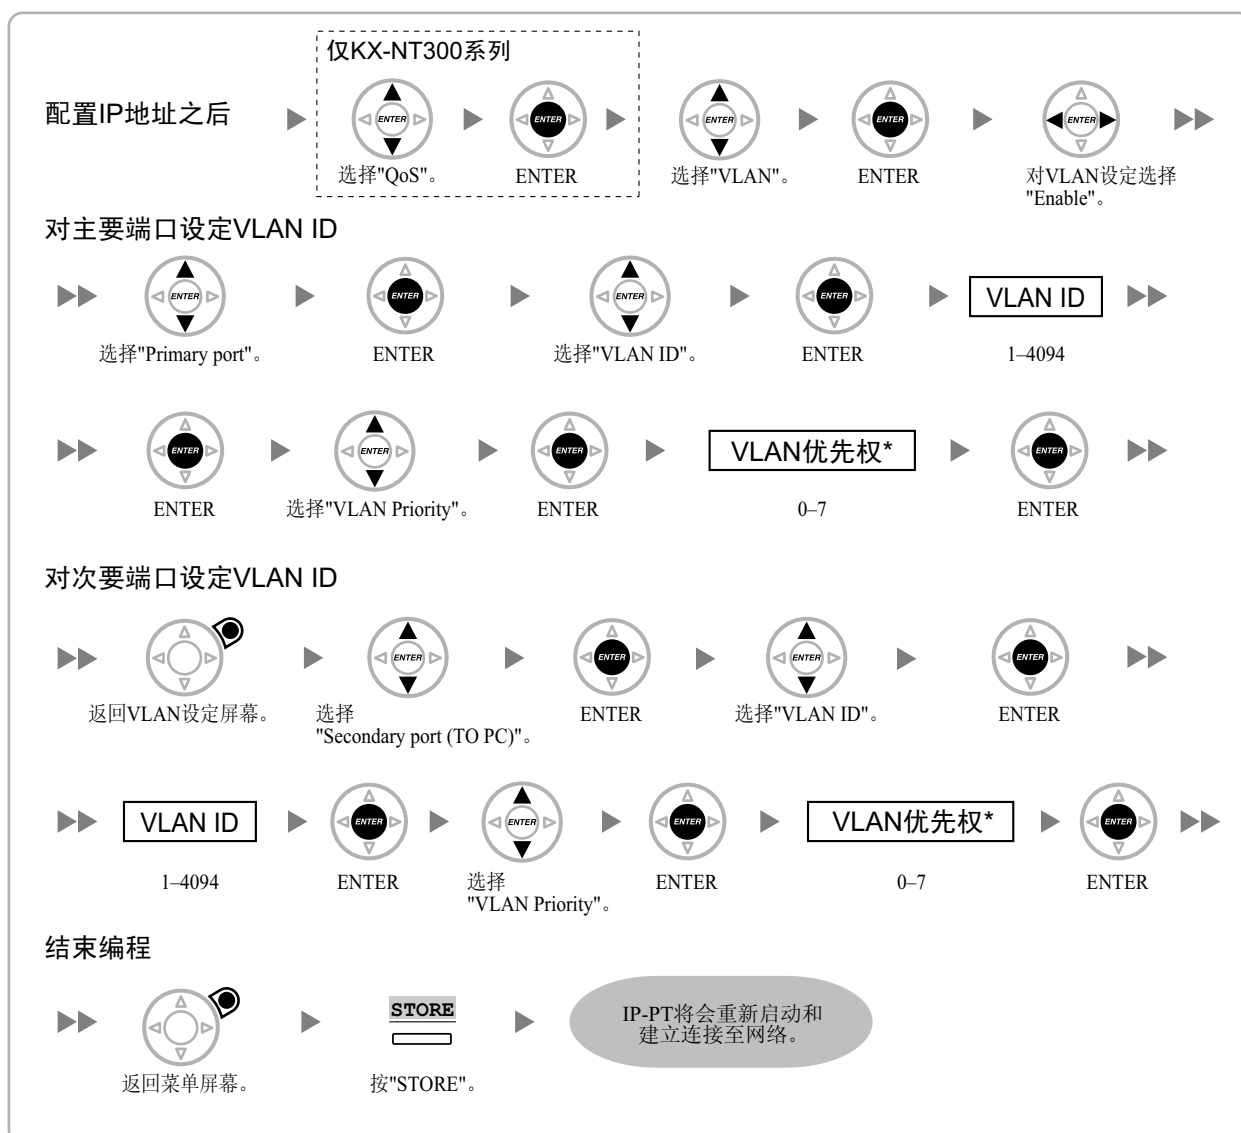 仅KX-NT300系列
配置IP地址之后
ENTER
ENTER
ENTER
ENTER
ENTER
选择"QoS"。
ENTER
选择"VLAN"。
ENTER
对VLAN设定选择
"Enable"。
对主要端口设定VLAN ID
ENTER
ENTER
ENTER
ENTER
VLAN ID
选择"Primary port"。
ENTER
选择"VLAN ID"。
ENTER
1–4094
ENTER
ENTER
ENTER
VLAN优先权*
ENTER
ENTER
选择"VLAN Priority"。
ENTER
0–7
ENTER
对次要端口设定VLAN ID
ENTER
ENTER
ENTER
ENTER
返回VLAN设定屏幕。
选择
"Secondary port (TO PC)"。
ENTER
选择"VLAN ID"。
ENTER
VLAN ID
ENTER
ENTER
ENTER
VLAN优先权*
ENTER
1–4094
ENTER
选择
"VLAN Priority"。
ENTER
0–7
ENTER
结束编程
STORE
IP-PT将会重新启动和
建立连接至网络。
返回菜单屏幕。
按"STORE"。